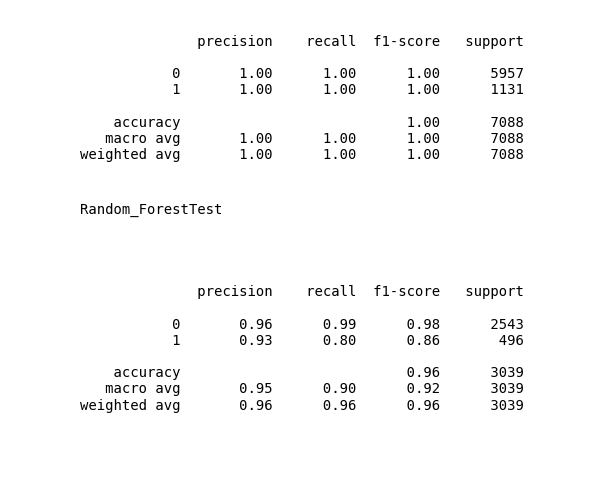 precision recall f1-score support
0 1.00 1.00 1.00 5957
1 1.00 1.00 1.00 1131
accuracy 1.00 7088
macro avg 1.00 1.00 1.00 7088
weighted avg 1.00 1.00 1.00 7088
Random_ForestTest
precision recall f1-score support
0 0.96 0.99 0.98 2543
1 0.93 0.80 0.86 496
accuracy 0.96 3039
macro avg 0.95 0.90 0.92 3039
weighted avg 0.96 0.96 0.96 3039